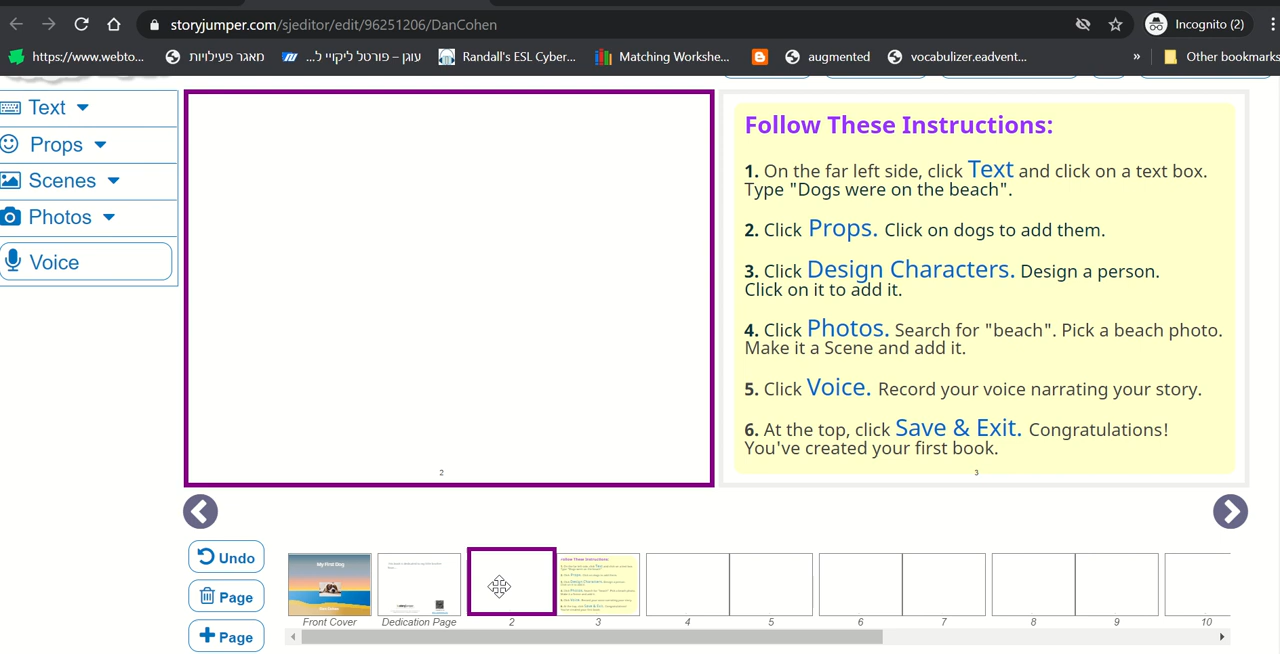 storyjumper.com/sjeditor/edit/96251206/DanCohen
Incognito (2)
https://www.webto...
מאגר פעילויות
עוגן – פורטל ליקויי ל...
Randall's ESL Cyber...
Matching Workshe...
augmented
vocabulizer.eadvent...
»
Other bookmarks
Text
Props
Scenes
Photos
Voice
2
Follow These Instructions:
1. On the far left side, click Text and click on a text box.
Type "Dogs were on the beach".
2. Click Props. Click on dogs to add them.
3. Click Design Characters. Design a person.
Click on it to add it.
4. Click Photos. Search for "beach". Pick a beach photo.
Make it a Scene and add it.
5. Click Voice. Record your voice narrating your story.
6. At the top, click Save & Exit. Congratulations!
You've created your first book.
3
Undo
Page
Page
My First Dog
Dan Cohen
Follow These Instructions:
Front Cover
Dedication Page
2
3
4
5
6
7
8
9
10